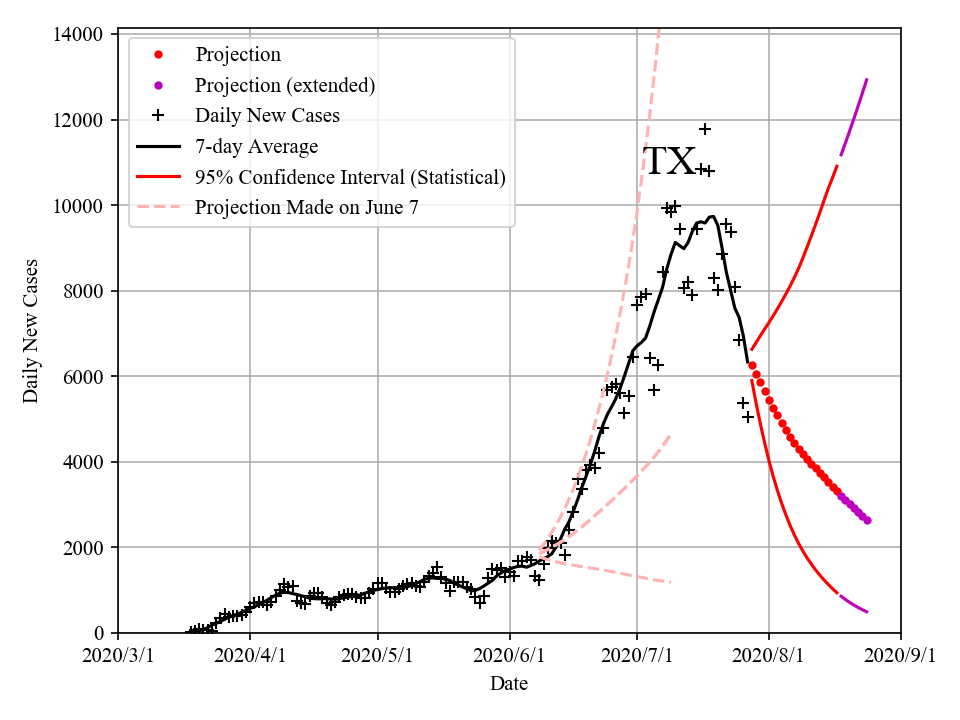 14000
12000
10000
8000
6000
4000
2000
0
Daily New Cases
Projection
Projection (extended)
Daily New Cases
7-day Average
95% Confidence Interval (Statistical)
Projection Made on June 7
TX
2020/3/1 2020/4/1 2020/5/1 2020/6/1 2020/7/1 2020/8/1 2020/9/1
Date